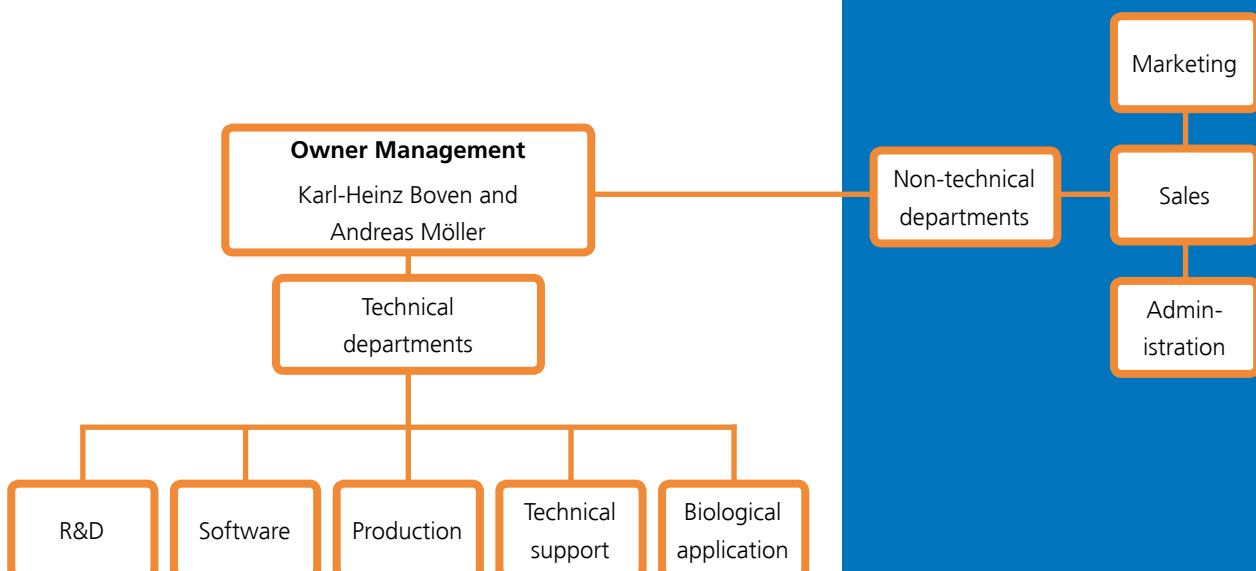 Owner Management
Karl-Heinz Boven and
Andreas Möller
Technical
departments
R&D
Software
Production
Technical
support
Biological
application
Non-technical
departments
Marketing
Sales
Admin-
istration